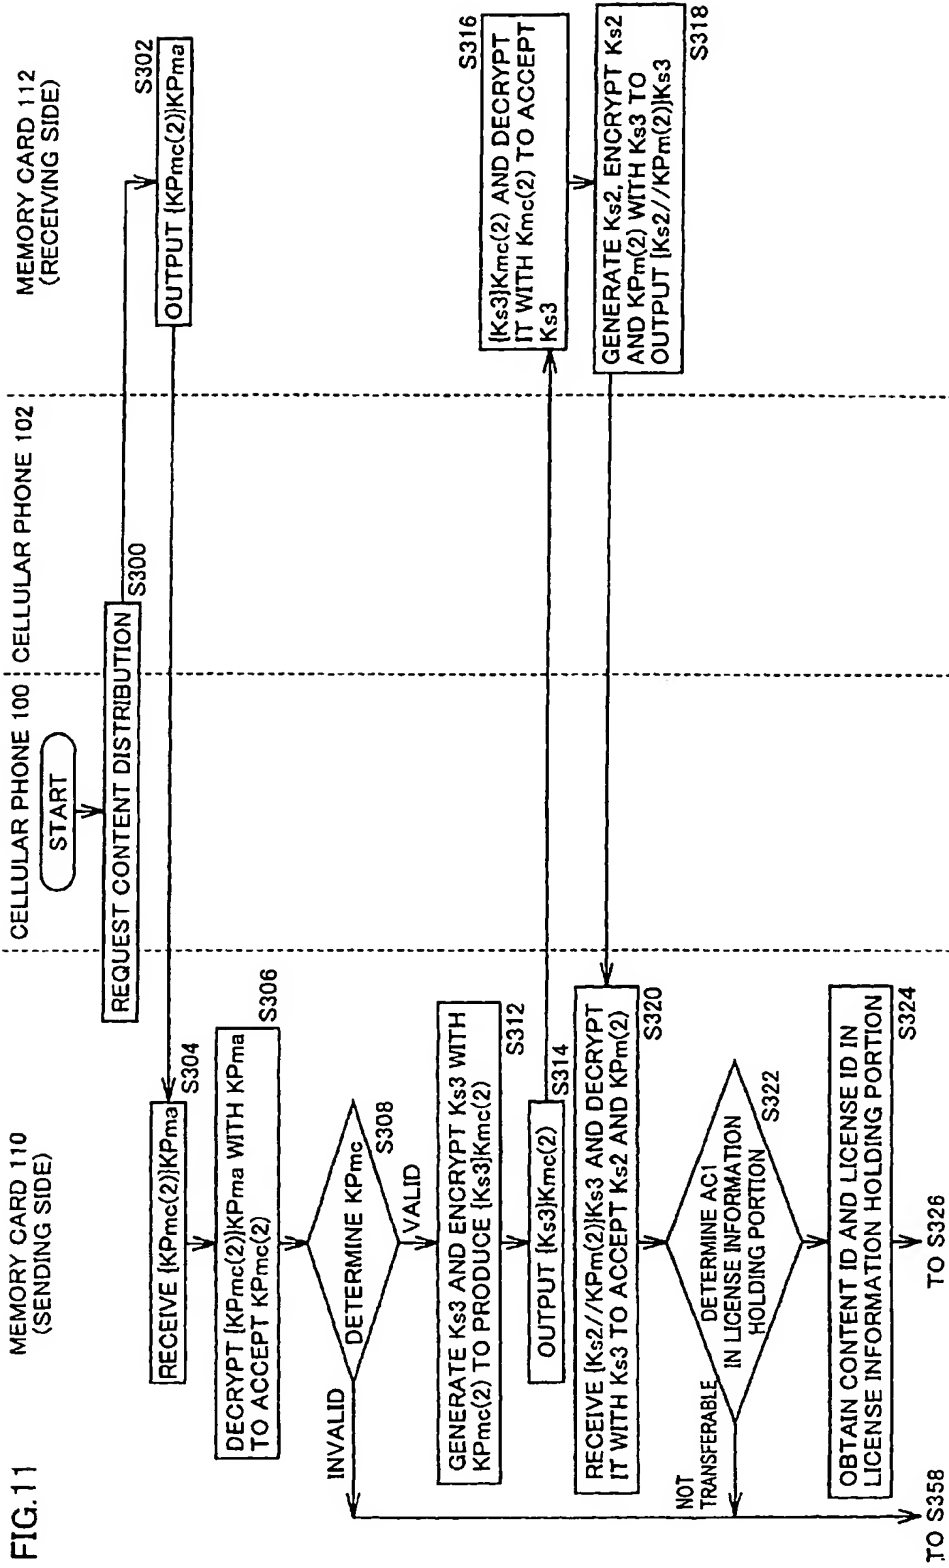 FIG.11
MEMORY CARD 110
(SENDING SIDE)
CELLULAR PHONE 100
CELLULAR PHONE 102
MEMORY CARD 112
(RECEIVING SIDE)
START
REQUEST CONTENT DISTRIBUTION
S300
S302
OUTPUT {KPmc(2)}KPma
S304
RECEIVE {KPmc(2)}KPma
S306
DECRYPT {KPmc(2)}KPma WITH KPma
TO ACCEPT KPmc(2)
S308
DETERMINE KPmc
INVALID
VALID
S312
GENERATE Ks3 AND ENCRYPT Ks3 WITH
KPmc(2) TO PRODUCE {Ks3}Kmc(2)
S314
OUTPUT {Ks3}Kmc(2)
S316
{Ks3}Kmc(2) AND DECRYPT
IT WITH Kmc(2) TO ACCEPT
Ks3
S318
GENERATE Ks2, ENCRYPT Ks2
AND KPm(2) WITH Ks3 TO
OUTPUT {Ks2//KPm(2)}Ks3
S320
RECEIVE {Ks2//KPm(2)}Ks3 AND DECRYPT
IT WITH Ks3 TO ACCEPT Ks2 AND KPm(2)
S322
DETERMINE AC1
IN LICENSE INFORMATION
HOLDING PORTION
NOT
TRANSFERABLE
S324
OBTAIN CONTENT ID AND LICENSE ID IN
LICENSE INFORMATION HOLDING PORTION
TO S358
TO S326